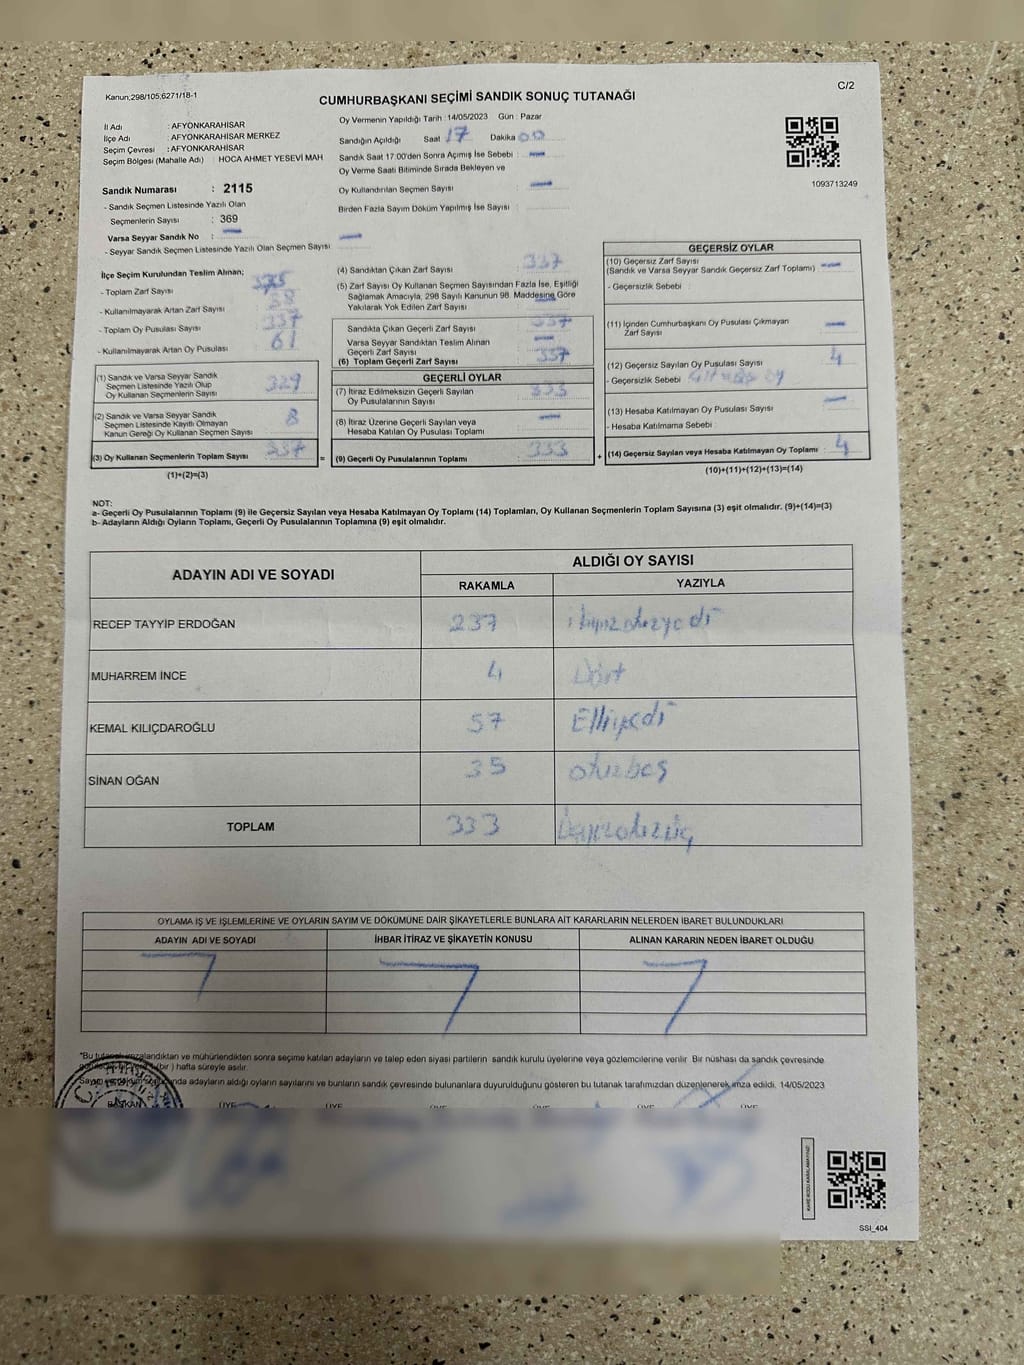 Kanun;298/105,6271/18-1
C/2
CUMHURBAŞKANI SEÇİMİ SANDIK SONUÇ TUTANAĞI
İl Adı : AFYONKARAHİSAR
İlçe Adı : AFYONKARAHİSAR MERKEZ
Seçim Çevresi : AFYONKARAHİSAR
Seçim Bölgesi (Mahalle Adı) : HOCA AHMET YESEVİ MAH
Sandık Numarası : 2115
- Sandık Seçmen Listesinde Yazılı Olan
Seçmenlerin Sayısı : 369
Varsa Seyyar Sandık No : —
- Seyyar Sandık Seçmen Listesinde Yazılı Olan Seçmen Sayısı —
Oy Vermenin Yapıldığı Tarih : 14/05/2023 Gün : Pazar
Sandığın Açıldığı Saat 17 Dakika 00
Sandık Saat 17.00'den Sonra Açımış İse Sebebi : —
Oy Verme Saati Bitiminde Sırada Bekleyen ve
Oy Kullandırılan Seçmen Sayısı —
Birden Fazla Sayım Döküm Yapılmış İse Sayısı
1093713249
İlçe Seçim Kurulundan Teslim Alınan;
- Toplam Zarf Sayısı 375
- Kullanılmayarak Artan Zarf Sayısı 38
- Toplam Oy Pusulası Sayısı
- Kullanılmayarak Artan Oy Pusulası 61
(1) Sandık ve Varsa Seyyar Sandık
Seçmen Listesinde Yazılı Olup
Oy Kullanan Seçmenlerin Sayısı 329
(2) Sandık ve Varsa Seyyar Sandık
Seçmen Listesinde Kayıtlı Olmayan
Kanun Gereği Oy Kullanan Seçmen Sayısı 8
(3) Oy Kullanan Seçmenlerin Toplam Sayısı 337
(1)+(2)=(3)
(4) Sandıktan Çıkan Zarf Sayısı 337
(5) Zarf Sayısı Oy Kullanan Seçmen Sayısından Fazla İse, Eşitliği
Sağlamak Amacıyla, 298 Sayılı Kanunun 98. Maddesine Göre
Yakılarak Yok Edilen Zarf Sayısı —
Sandıkta Çıkan Geçerli Zarf Sayısı 337
Varsa Seyyar Sandıktan Teslim Alınan
Geçerli Zarf Sayısı —
(6) Toplam Geçerli Zarf Sayısı 337
GEÇERLİ OYLAR
(7) İtiraz Edilmeksizin Geçerli Sayılan
Oy Pusulalarının Sayısı 333
(8) İtiraz Üzerine Geçerli Sayılan veya
Hesaba Katılan Oy Pusulası Toplamı —
= (9) Geçerli Oy Pusulalarının Toplamı 333 +
GEÇERSİZ OYLAR
(10) Geçersiz Zarf Sayısı
(Sandık ve Varsa Seyyar Sandık Geçersiz Zarf Toplamı) —
- Geçersizlik Sebebi :
(11) İçinden Cumhurbaşkanı Oy Pusulası Çıkmayan
Zarf Sayısı —
(12) Geçersiz Sayılan Oy Pusulası Sayısı 4
- Geçersizlik Sebebi oy
(13) Hesaba Katılmayan Oy Pusulası Sayısı —
- Hesaba Katılmama Sebebi :
(14) Geçersiz Sayılan veya Hesaba Katılmayan Oy Toplamı 4
(10)+(11)+(12)+(13)=(14)
NOT:
a- Geçerli Oy Pusulalarının Toplamı (9) ile Geçersiz Sayılan veya Hesaba Katılmayan Oy Toplamı (14) Toplamları, Oy Kullanan Seçmenlerin Toplam Sayısına (3) eşit olmalıdır. (9)+(14)=(3)
b- Adayların Aldığı Oyların Toplamı, Geçerli Oy Pusulalarının Toplamına (9) eşit olmalıdır.
ADAYIN ADI VE SOYADI ALDIĞI OY SAYISI
RAKAMLA YAZIYLA
RECEP TAYYİP ERDOĞAN 237 ikiyüzotuzyedi
MUHARREM İNCE 4 Dört
KEMAL KILIÇDAROĞLU 57 Elliyedi
SİNAN OĞAN 35 otuzbeş
TOPLAM 333 üçyüzotuzüç
OYLAMA İŞ VE İŞLEMLERİNE VE OYLARIN SAYIM VE DÖKÜMÜNE DAİR ŞİKAYETLERLE BUNLARA AİT KARARLARIN NELERDEN İBARET BULUNDUKLARI
ADAYIN ADI VE SOYADI İHBAR İTİRAZ VE ŞİKAYETİN KONUSU ALINAN KARARIN NEDEN İBARET OLDUĞU
"Bu tutanak imzalandıktan ve mühürlendikten sonra seçime katılan adayların ve talep eden siyasi partilerin sandık kurulu üyelerine veya gözlemcilerine verilir. Bir nüshası da sandık çevresinde
(bir) hafta süreyle asılır.
adayların aldığı oyların sayılarını ve bunların sandık çevresinde bulunanlara duyurulduğunu gösteren bu tutanak tarafımızdan düzenlenerek imza edildi. 14/05/2023
BAŞKAN ÜYE ÜYE ÜYE ÜYE ÜYE ÜYE
SSI_404